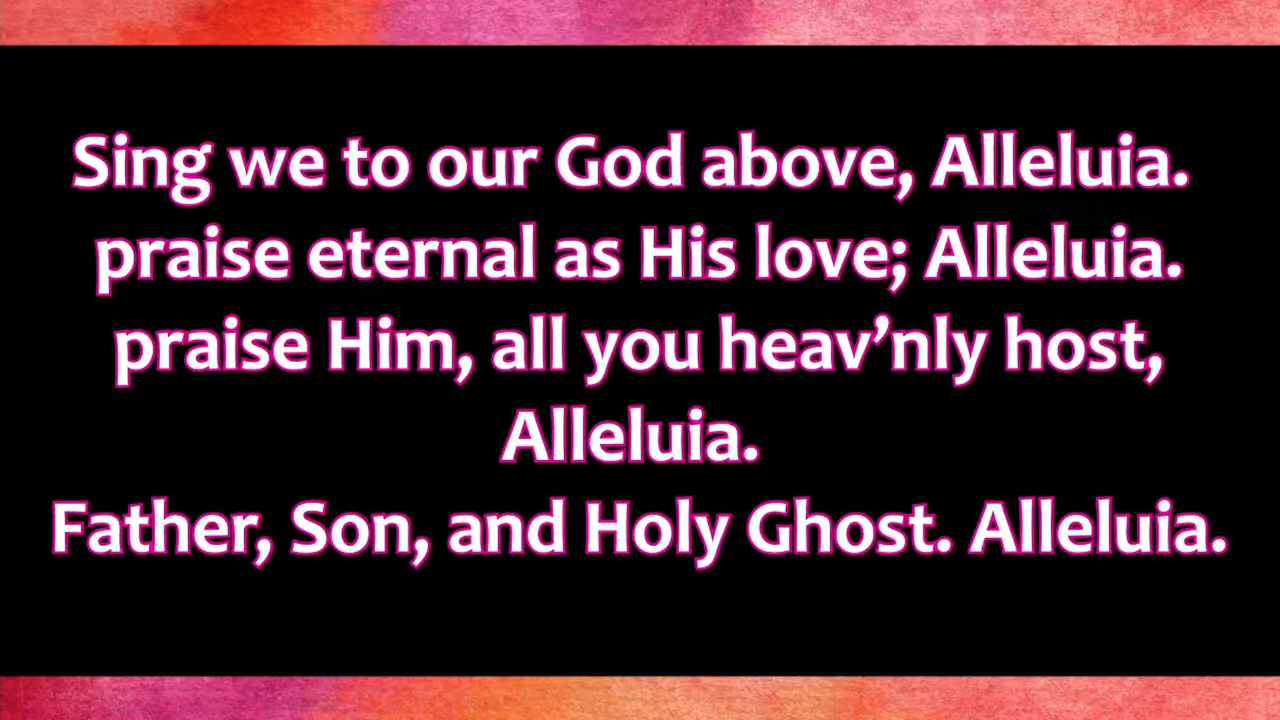 Sing we to our God above, Alleluia.
praise eternal as His love; Alleluia.
praise Him, all you heav’nly host,
Alleluia.
Father, Son, and Holy Ghost. Alleluia.